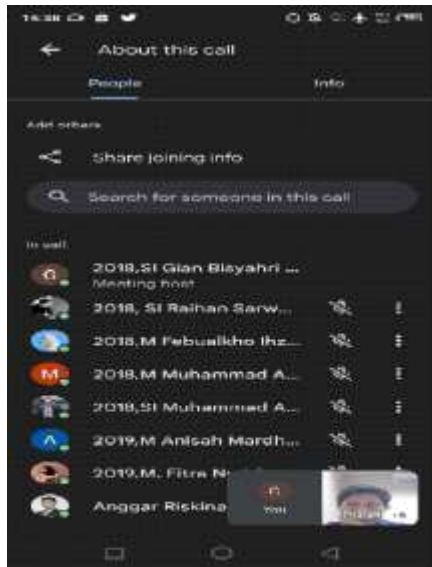 16:38
About this call
People Info
Add others
Share joining info
Search for someone in this call
In call
2018,SI Gian Bisyahri ...
Meeting host
2018, SI Raihan Sarw...
2018,M Febualkho Ihz...
M 2018,M Muhammad A...
2018,SI Muhammad A...
A 2019,M Anisah Mardh...
2019,M. Fitra
Anggar Riskina
You